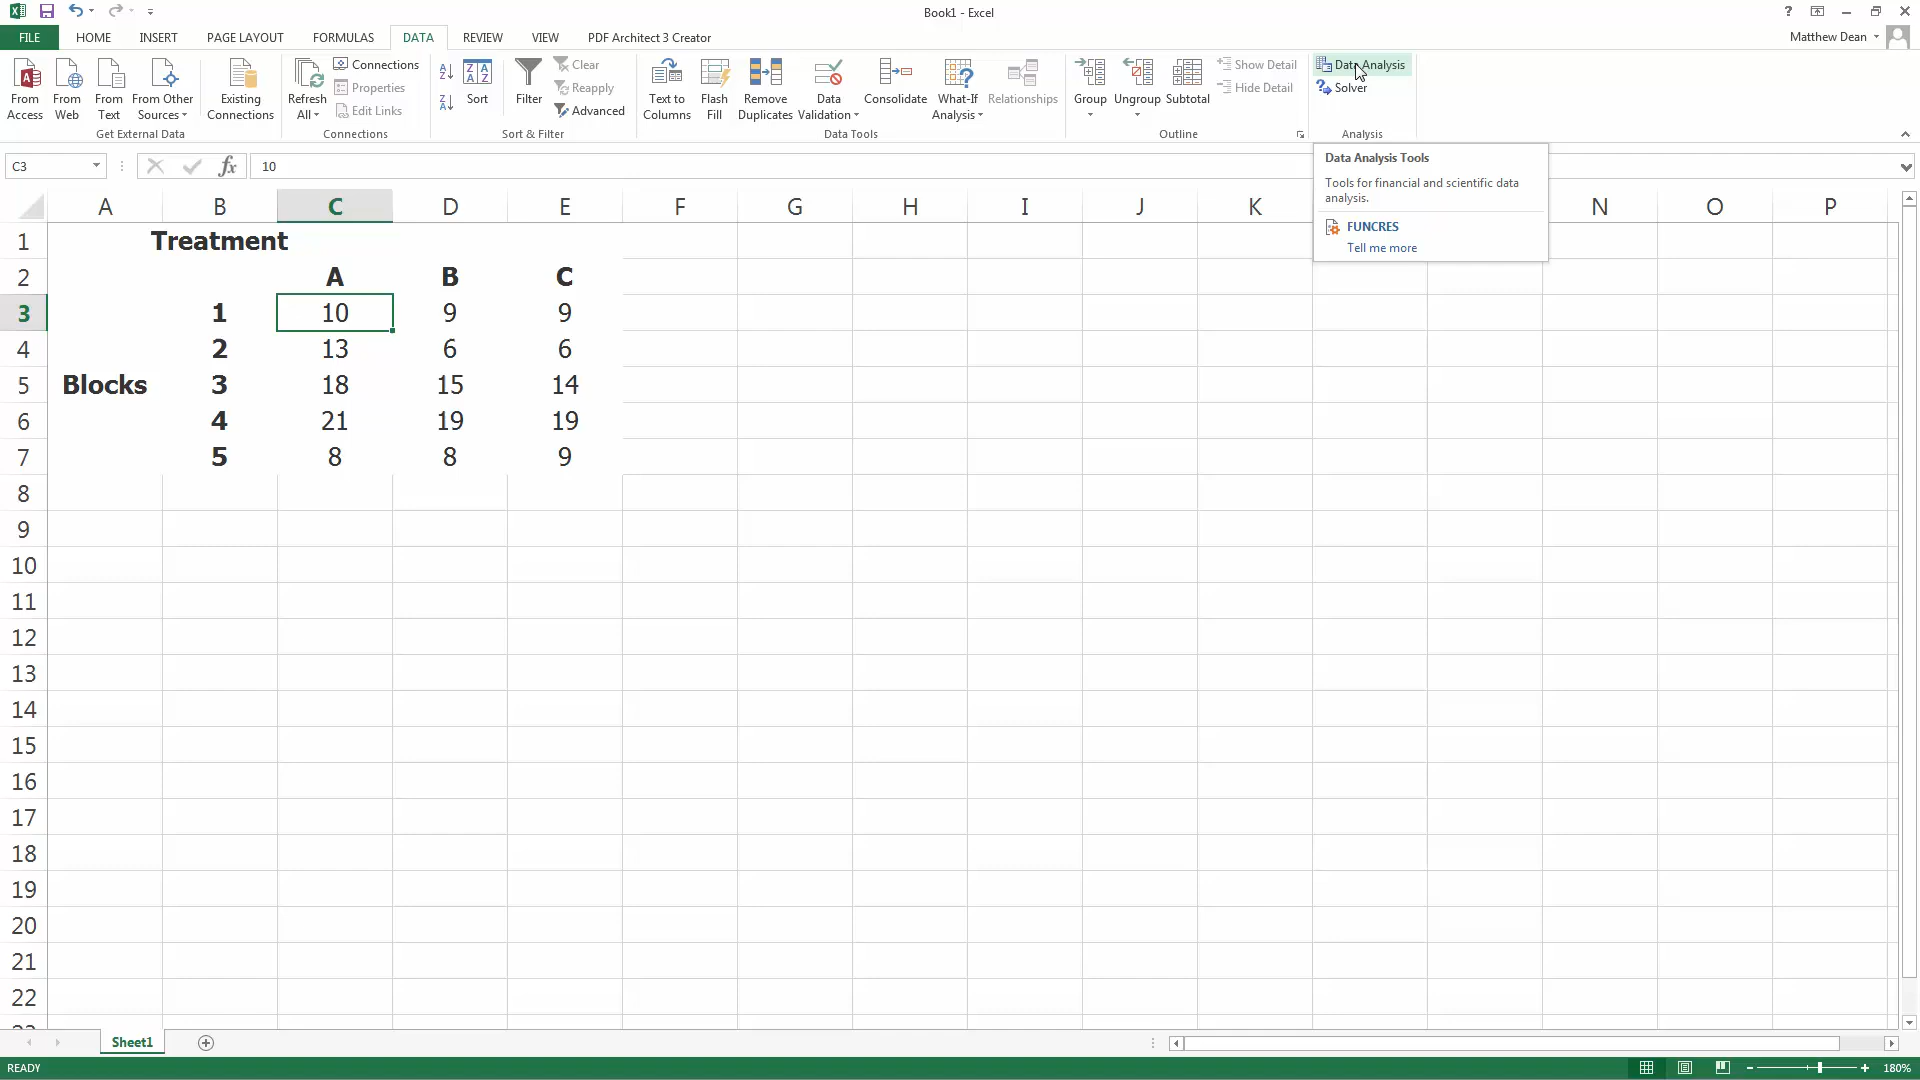 Book1 - Excel
FILE HOME INSERT PAGE LAYOUT FORMULAS DATA REVIEW VIEW PDF Architect 3 Creator Matthew Dean
From Access
From Web
From Text
From Other Sources
Get External Data
Existing Connections
Refresh All
Connections
Properties
Edit Links
Connections
Sort
Filter
Clear
Reapply
Advanced
Sort & Filter
Text to Columns
Flash Fill
Remove Duplicates
Data Validation
Consolidate
What-If Analysis
Relationships
Data Tools
Group
Ungroup
Subtotal
Show Detail
Hide Detail
Outline
Data Analysis
Solver
Analysis
C3 fx 10
Data Analysis Tools
Tools for financial and scientific data
analysis.
FUNCRES
Tell me more
A B C D E F G H I J K N O P
1 Treatment
2 A B C
3 1 10 9 9
4 2 13 6 6
5 Blocks 3 18 15 14
6 4 21 19 19
7 5 8 8 9
8
9
10
11
12
13
14
15
16
17
18
19
20
21
22
Sheet1
READY 180%